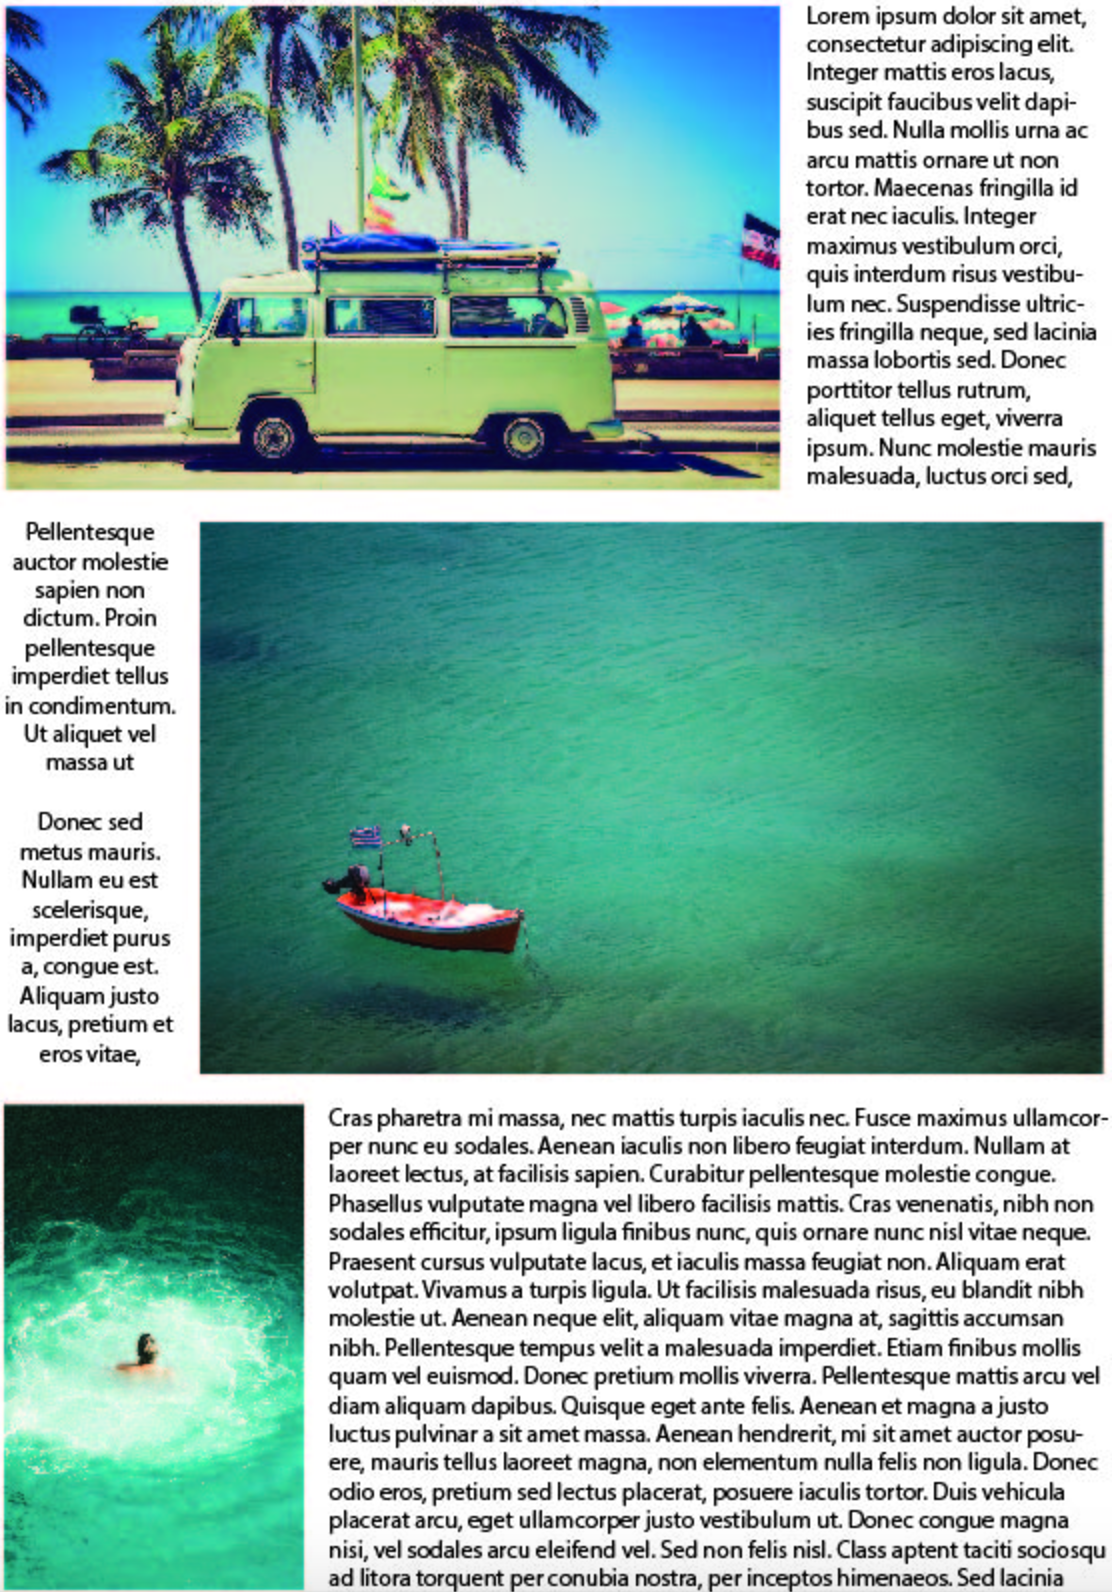 Lorem ipsum dolor sit amet,
consectetur adipiscing elit.
Integer mattis eros lacus,
suscipit faucibus velit dapi-
bus sed. Nulla mollis urna ac
arcu mattis ornare ut non
tortor. Maecenas fringilla id
erat nec iaculis. Integer
maximus vestibulum orci,
quis interdum risus vestibu-
lum nec. Suspendisse ultric-
ies fringilla neque, sed lacinia
massa lobortis sed. Donec
porttitor tellus rutrum,
aliquet tellus eget, viverra
ipsum. Nunc molestie mauris
malesuada, luctus orci sed,
Pellentesque
auctor molestie
sapien non
dictum. Proin
pellentesque
imperdiet tellus
in condimentum.
Ut aliquet vel
massa ut
Donec sed
metus mauris.
Nullam eu est
scelerisque,
imperdiet purus
a, congue est.
Aliquam justo
lacus, pretium et
eros vitae,
Cras pharetra mi massa, nec mattis turpis iaculis nec. Fusce maximus ullamcor-
per nunc eu sodales. Aenean iaculis non libero feugiat interdum. Nullam at
laoreet lectus, at facilisis sapien. Curabitur pellentesque molestie congue.
Phasellus vulputate magna vel libero facilisis mattis. Cras venenatis, nibh non
sodales efficitur, ipsum ligula finibus nunc, quis ornare nunc nisl vitae neque.
Praesent cursus vulputate lacus, et iaculis massa feugiat non. Aliquam erat
volutpat. Vivamus a turpis ligula. Ut facilisis malesuada risus, eu blandit nibh
molestie ut. Aenean neque elit, aliquam vitae magna at, sagittis accumsan
nibh. Pellentesque tempus velit a malesuada imperdiet. Etiam finibus mollis
quam vel euismod. Donec pretium mollis viverra. Pellentesque mattis arcu vel
diam aliquam dapibus. Quisque eget ante felis. Aenean et magna a justo
luctus pulvinar a sit amet massa. Aenean hendrerit, mi sit amet auctor posu-
ere, mauris tellus laoreet magna, non elementum nulla felis non ligula. Donec
odio eros, pretium sed lectus placerat, posuere iaculis tortor. Duis vehicula
placerat arcu, eget ullamcorper justo vestibulum ut. Donec congue magna
nisi, vel sodales arcu eleifend vel. Sed non felis nisl. Class aptent taciti sociosqu
ad litora torquent per conubia nostra, per inceptos himenaeos. Sed lacinia